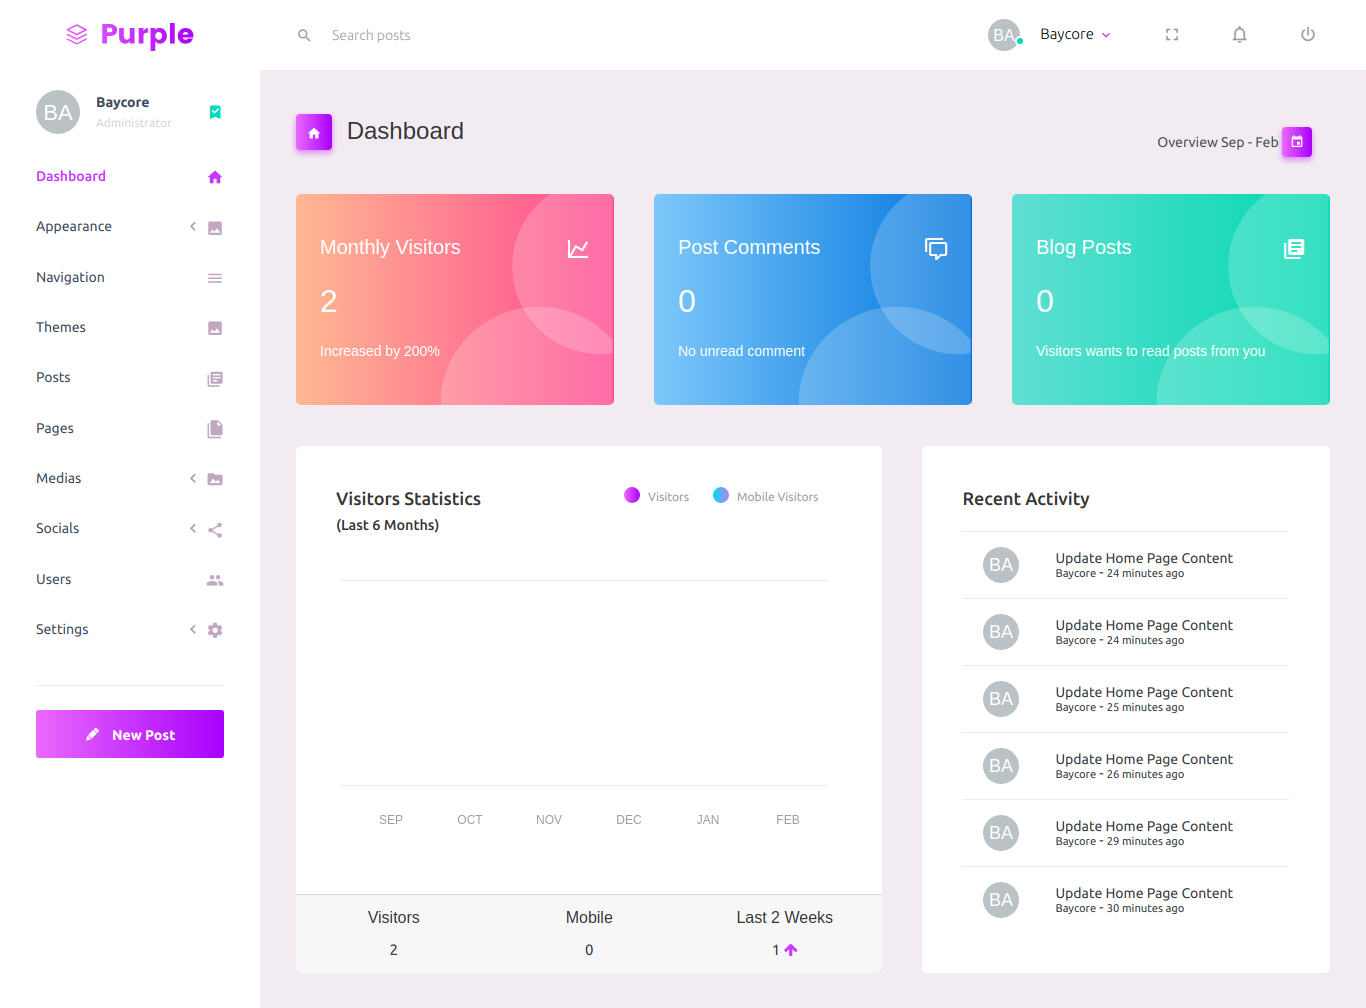 Purple
Search posts
BA
Baycore
BA
Baycore
Administrator
Dashboard
Appearance
Navigation
Themes
Posts
Pages
Medias
Socials
Users
Settings
New Post
Dashboard
Overview Sep - Feb
Monthly Visitors
2
Increased by 200%
Post Comments
0
No unread comment
Blog Posts
0
Visitors wants to read posts from you
Visitors Statistics
(Last 6 Months)
Visitors
Mobile Visitors
SEP OCT NOV DEC JAN FEB
Visitors
2
Mobile
0
Last 2 Weeks
1
Recent Activity
BA
Update Home Page Content
Baycore - 24 minutes ago
BA
Update Home Page Content
Baycore - 24 minutes ago
BA
Update Home Page Content
Baycore - 25 minutes ago
BA
Update Home Page Content
Baycore - 26 minutes ago
BA
Update Home Page Content
Baycore - 29 minutes ago
BA
Update Home Page Content
Baycore - 30 minutes ago